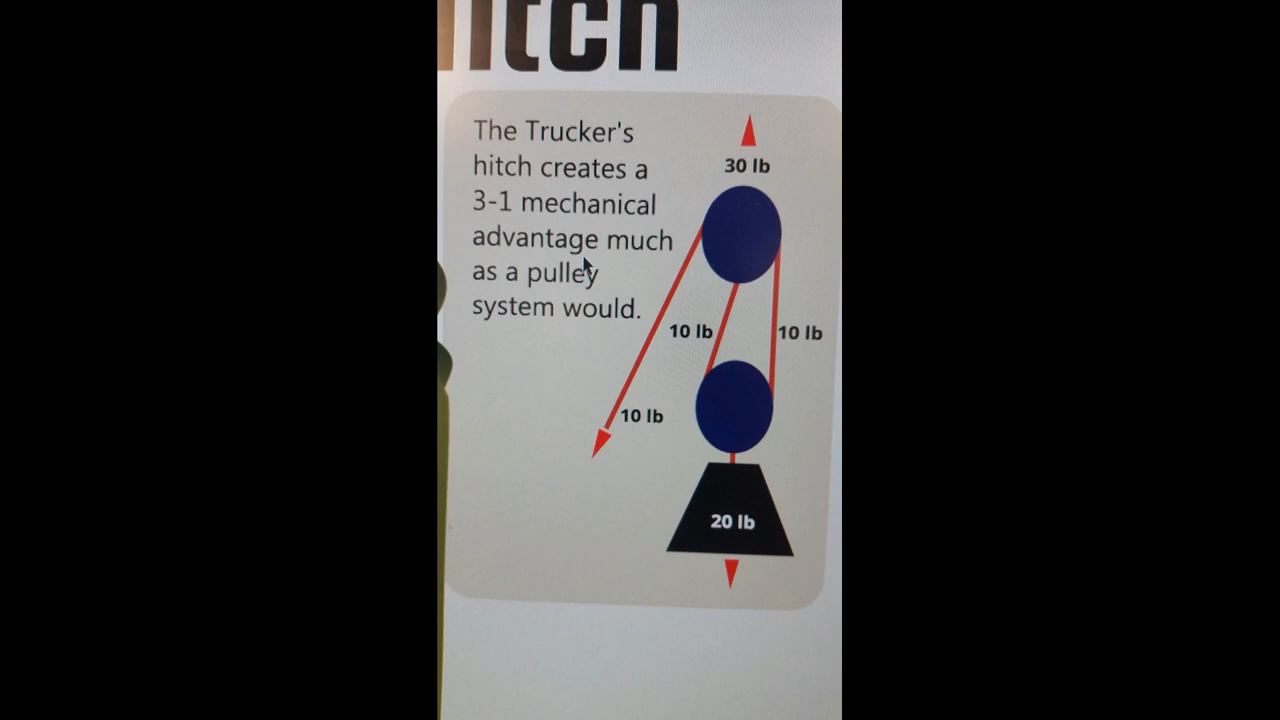 itch
The Trucker's
hitch creates a
3-1 mechanical
advantage much
as a pulley
system would.
30 lb
10 lb
10 lb
10 lb
20 lb